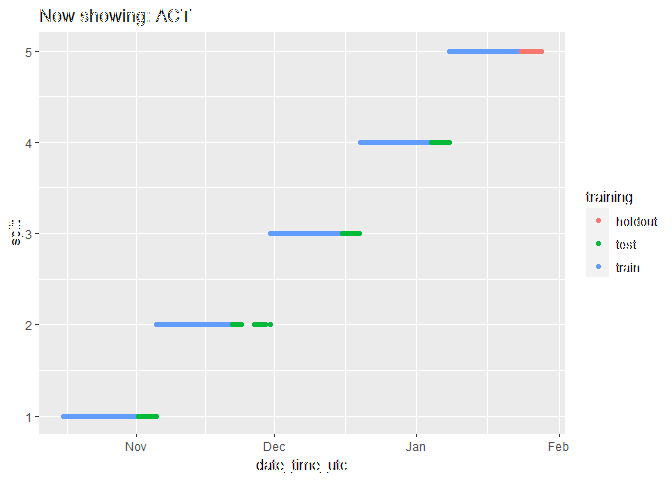 Now showing: ACT
5
4
3
2
1
split
Nov
Dec
Jan
Feb
date_time_utc
training
holdout
test
train